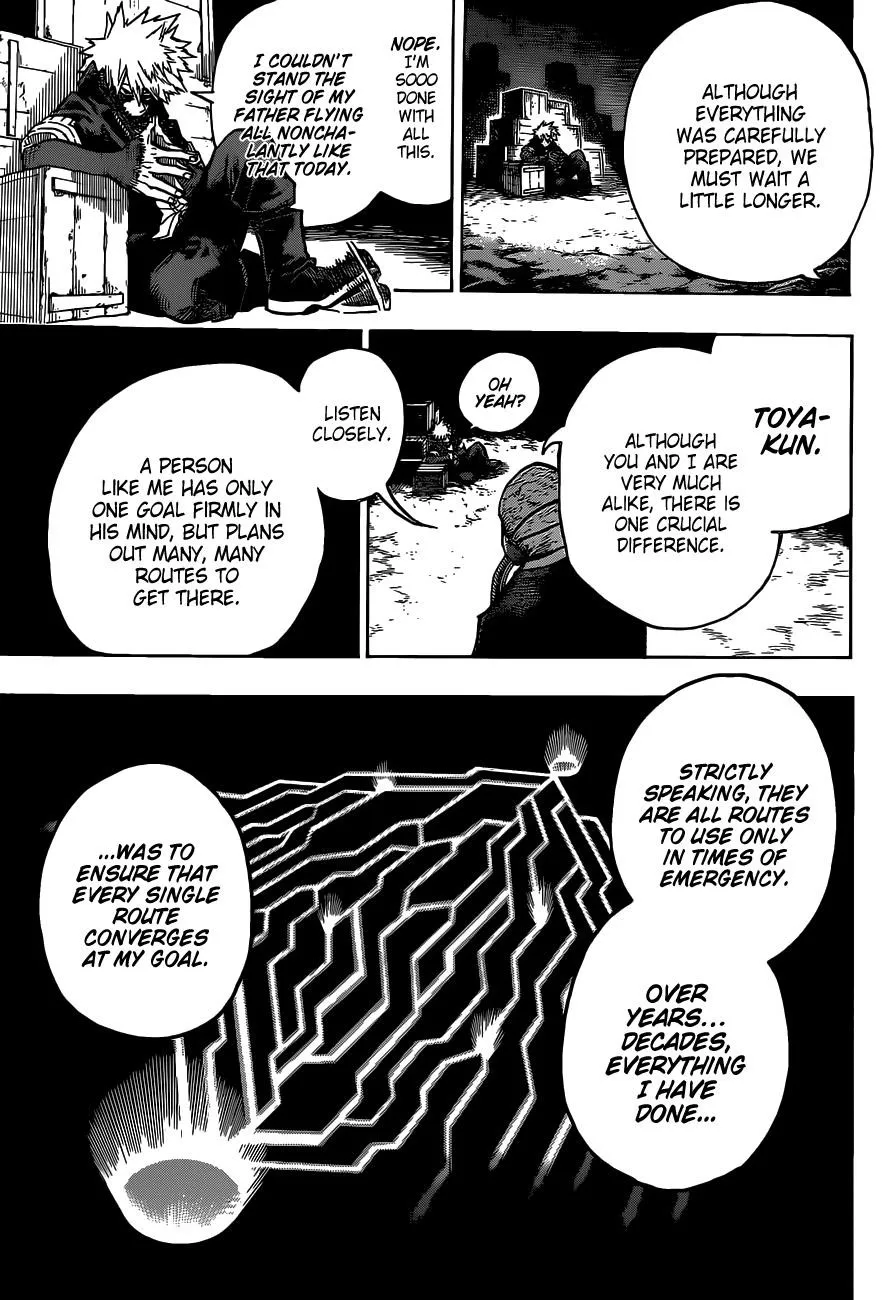 ALTHOUGH
EVERYTHING
WAS CAREFULLY
PREPARED, WE
MUST WAIT A
LITTLE LONGER.
NOPE.
I'M
SOOO
DONE
WITH
ALL
THIS.
I COULDN'T
STAND THE
SIGHT OF MY
FATHER FLYING
ALL NONCHA-
LANTLY LIKE
THAT TODAY.
TOYA-
KUN.
ALTHOUGH
YOU AND I ARE
VERY MUCH
ALIKE, THERE IS
ONE CRUCIAL
DIFFERENCE.
OH
YEAH?
LISTEN
CLOSELY.
A PERSON
LIKE ME HAS ONLY
ONE GOAL FIRMLY IN
HIS MIND, BUT PLANS
OUT MANY, MANY
ROUTES TO
GET THERE.
STRICTLY
SPEAKING, THEY
ARE ALL ROUTES
TO USE ONLY
IN TIMES OF
EMERGENCY.
OVER
YEARS...
DECADES,
EVERYTHING
I HAVE
DONE...
...WAS TO
ENSURE THAT
EVERY SINGLE
ROUTE
CONVERGES
AT MY GOAL.